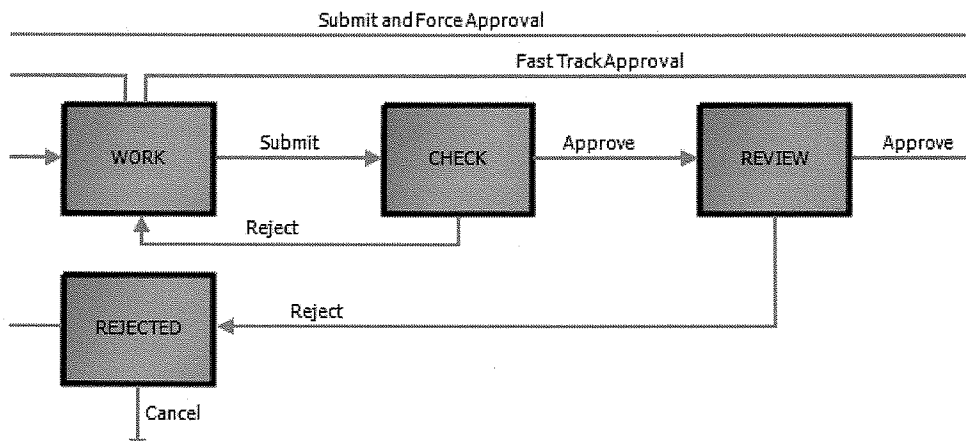 Submit and Force Approval
Fast Track Approval
WORK
Submit
CHECK
Approve
REVIEW
Approve
Reject
REJECTED
Reject
Cancel